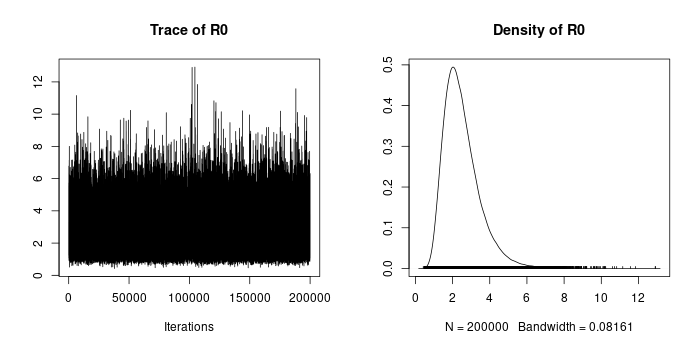 Trace of R0
12
10
8
6
4
2
0
0 50000 100000 150000 200000
Iterations
Density of R0
0.5
0.4
0.3
0.2
0.1
0.0
0 2 4 6 8 10 12
N = 200000 Bandwidth = 0.08161